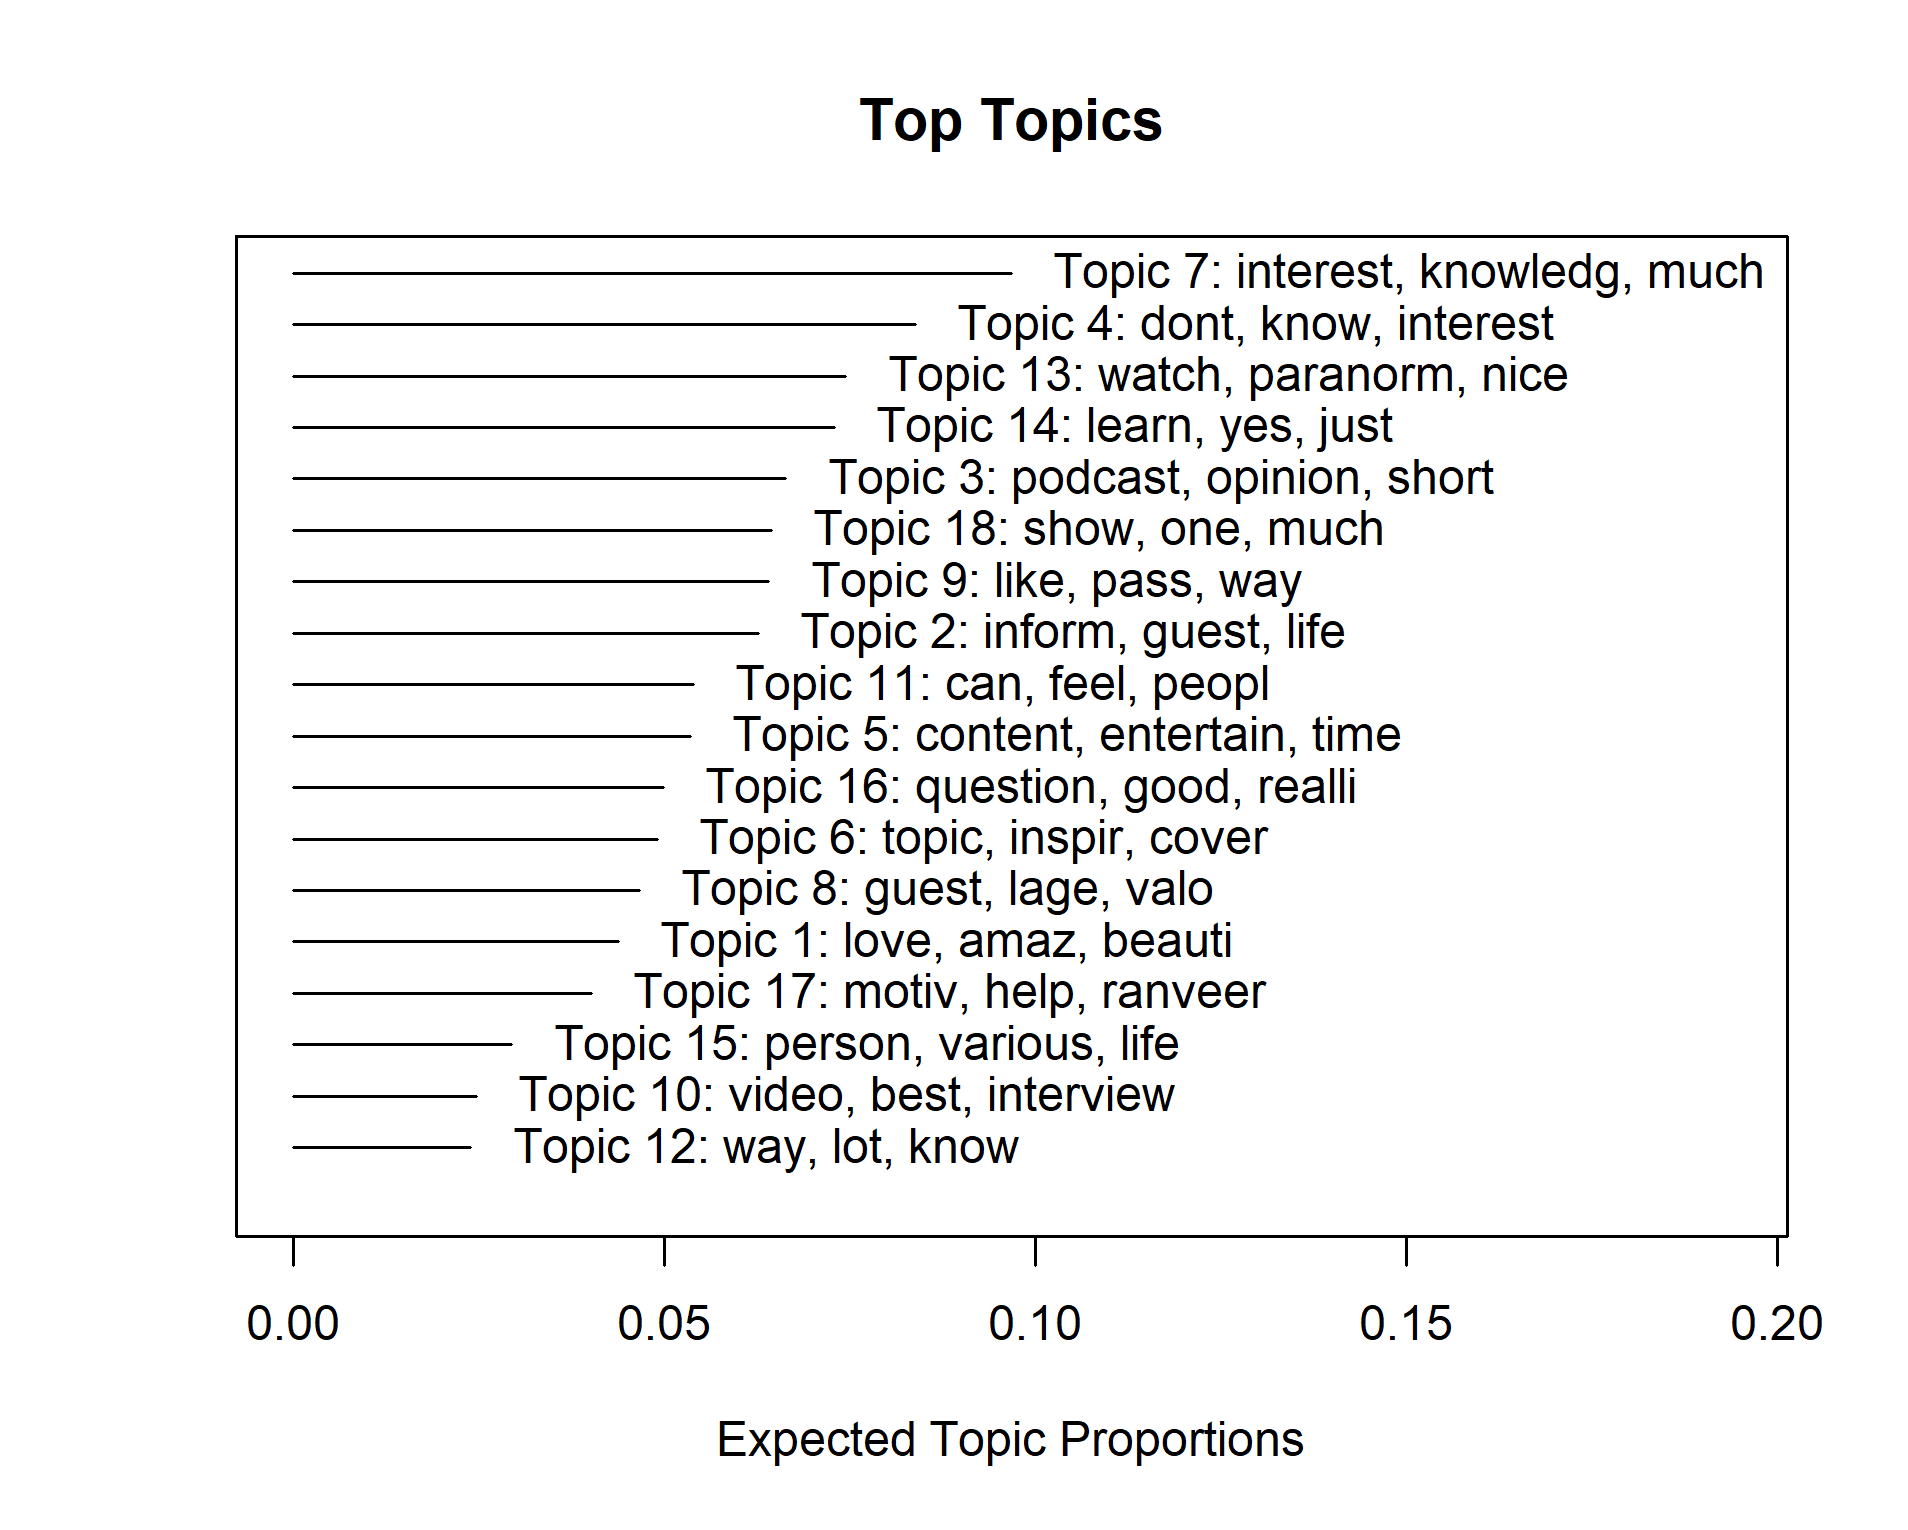 Top Topics
Topic 7: interest, knowledg, much
Topic 4: dont, know, interest
Topic 13: watch, paranorm, nice
Topic 14: learn, yes, just
Topic 3: podcast, opinion, short
Topic 18: show, one, much
Topic 9: like, pass, way
Topic 2: inform, guest, life
Topic 11: can, feel, peopl
Topic 5: content, entertain, time
Topic 16: question, good, realli
Topic 6: topic, inspir, cover
Topic 8: guest, lage, valo
Topic 1: love, amaz, beauti
Topic 17: motiv, help, ranveer
Topic 15: person, various, life
Topic 10: video, best, interview
Topic 12: way, lot, know
0.00 0.05 0.10 0.15 0.20
Expected Topic Proportions